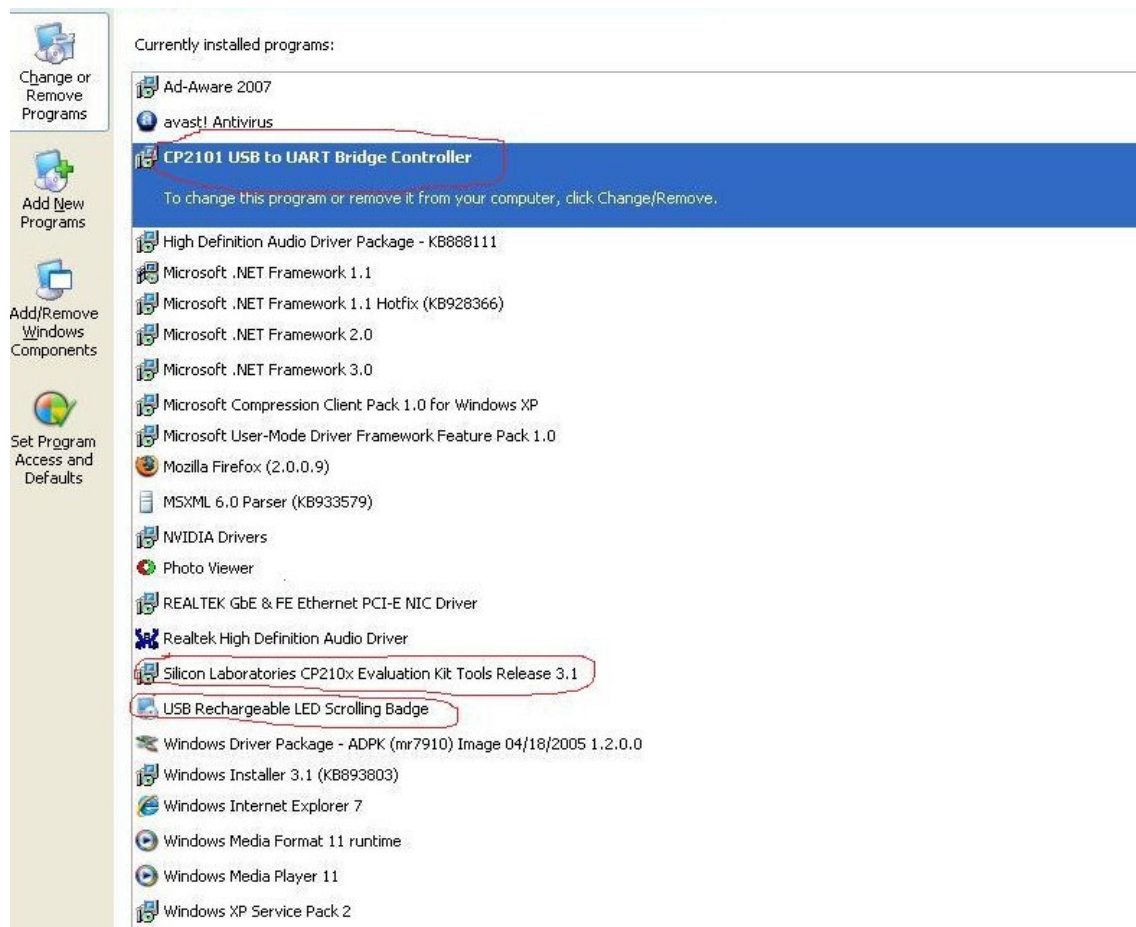 Change or
Remove
Programs
Add New
Programs
Add/Remove
Windows
Components
Set Program
Access and
Defaults
Currently installed programs:
Ad-Aware 2007
avast! Antivirus
CP2101 USB to UART Bridge Controller
To change this program or remove it from your computer, click Change/Remove.
High Definition Audio Driver Package - KB888111
Microsoft .NET Framework 1.1
Microsoft .NET Framework 1.1 Hotfix (KB928366)
Microsoft .NET Framework 2.0
Microsoft .NET Framework 3.0
Microsoft Compression Client Pack 1.0 for Windows XP
Microsoft User-Mode Driver Framework Feature Pack 1.0
Mozilla Firefox (2.0.0.9)
MSXML 6.0 Parser (KB933579)
NVIDIA Drivers
Photo Viewer
REALTEK GbE & FE Ethernet PCI-E NIC Driver
Realtek High Definition Audio Driver
Silicon Laboratories CP210x Evaluation Kit Tools Release 3.1
USB Rechargeable LED Scrolling Badge
Windows Driver Package - ADPK (mr7910) Image 04/18/2005 1.2.0.0
Windows Installer 3.1 (KB893803)
Windows Internet Explorer 7
Windows Media Format 11 runtime
Windows Media Player 11
Windows XP Service Pack 2